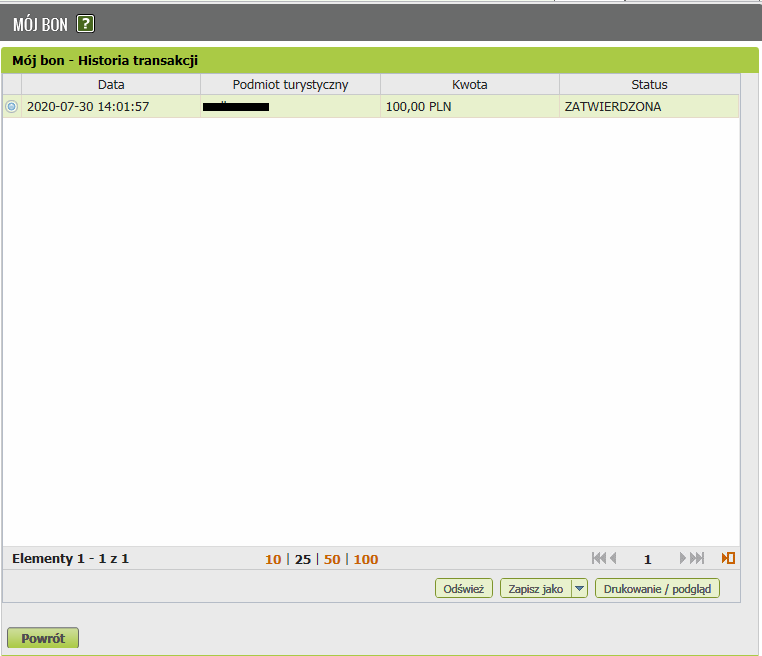 MÓJ BON ?
Mój bon - Historia transakcji
Data Podmiot turystyczny Kwota Status
2020-07-30 14:01:57 100,00 PLN ZATWIERDZONA
Elementy 1 - 1 z 1 10 | 25 | 50 | 100 1
Odśwież Zapisz jako Drukowanie / podgląd
Powrót